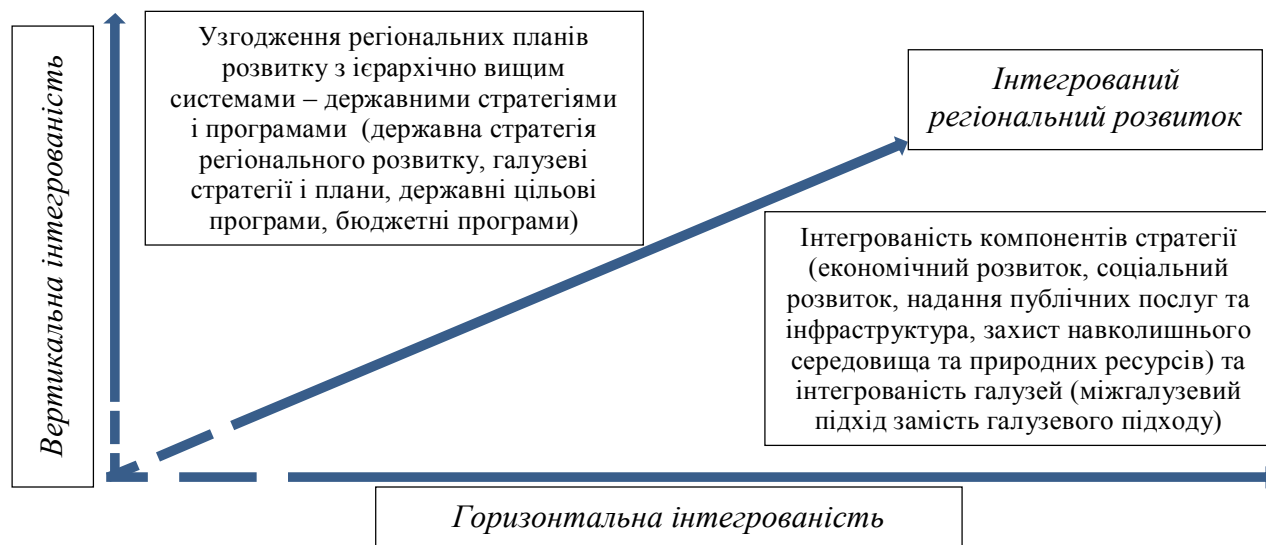 Вертикальна інтегрованість
Узгодження регіональних планів
розвитку з ієрархічно вищим
системами – державними стратегіями
і програмами (державна стратегія
регіонального розвитку, галузеві
стратегії і плани, державні цільові
програми, бюджетні програми)
Інтегрований
регіональний розвиток
Інтегрованість компонентів стратегії
(економічний розвиток, соціальний
розвиток, надання публічних послуг та
інфраструктура, захист навколишнього
середовища та природних ресурсів) та
інтегрованість галузей (міжгалузевий
підхід замість галузевого підходу)
Горизонтальна інтегрованість